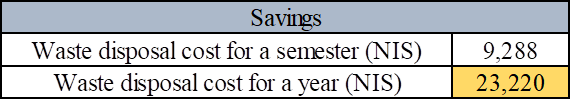 Savings
Waste disposal cost for a semester (NIS) 9,288
Waste disposal cost for a year (NIS) 23,220